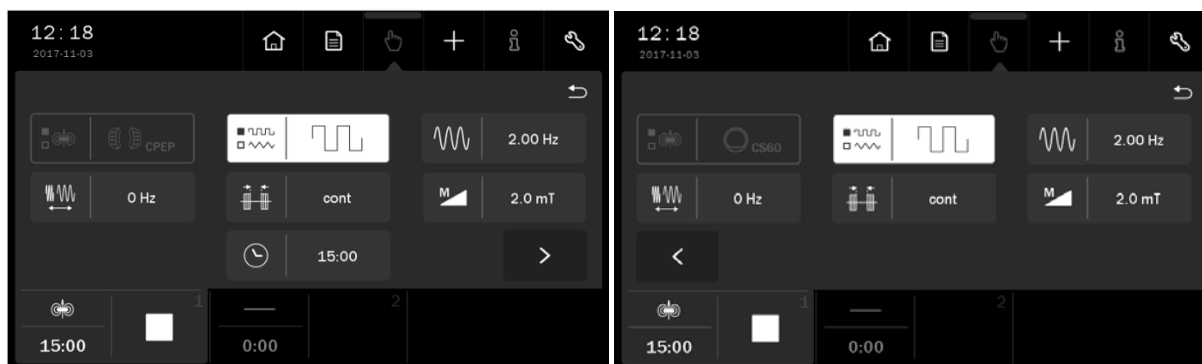 12:18
2017-11-03
CPEP
2.00 Hz
0 Hz
cont
M
2.0 mT
15:00
1
2
15:00
0:00
12:18
2017-11-03
CS60
2.00 Hz
0 Hz
cont
M
2.0 mT
1
2
15:00
0:00